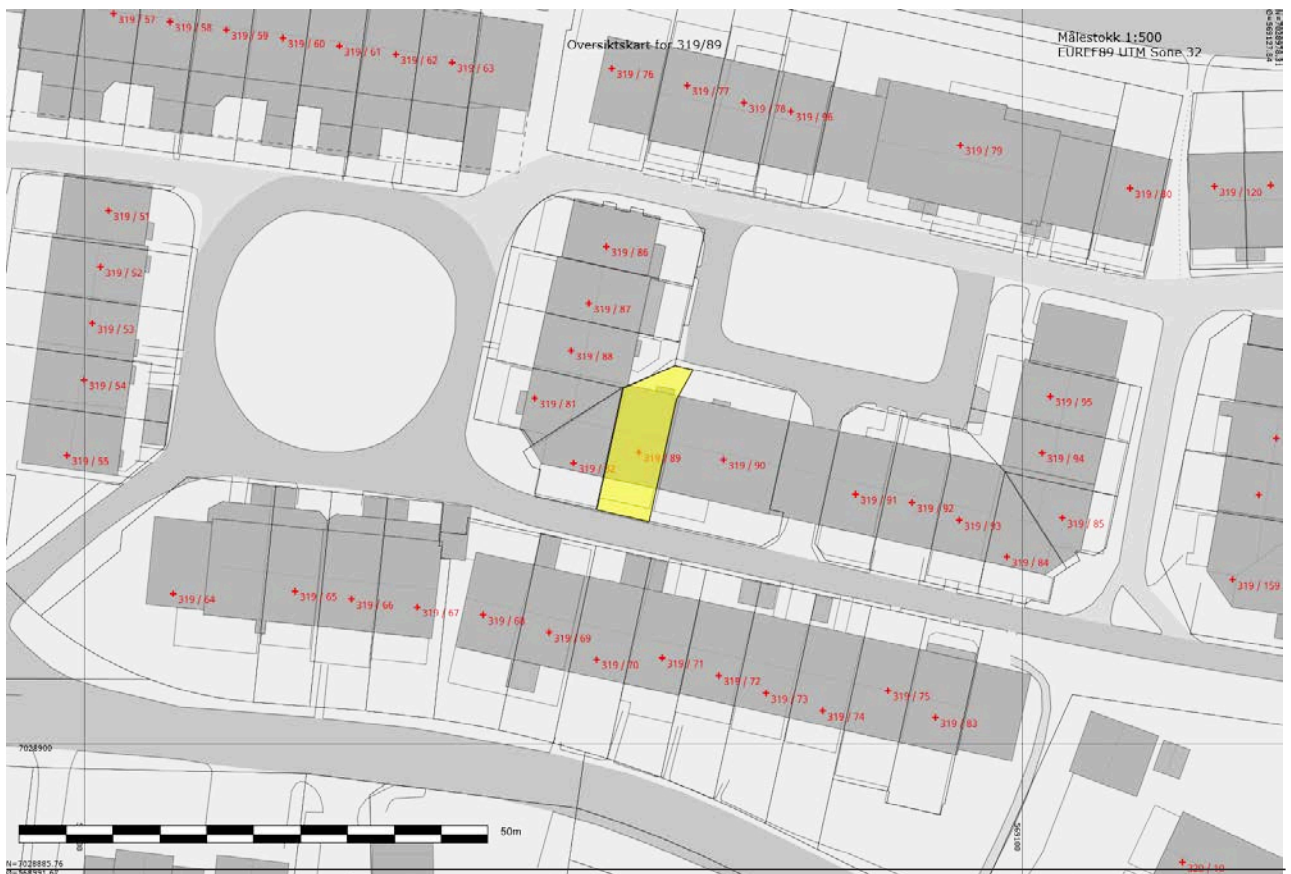 319 / 57
319 / 58
319 / 59
319 / 60
319 / 61
319 / 62
319 / 63
Oversiktskart for 319/89
Målestokk 1:500
EUREF89 UTM Sone 32
319 / 76
319 / 77
319 / 78
319 / 96
319 / 79
319 / 80
319 / 120
319 / 51
319 / 52
319 / 53
319 / 54
319 / 55
319 / 86
319 / 87
319 / 88
319 / 81
319 / 82
319 / 89
319 / 90
319 / 91
319 / 92
319 / 93
319 / 84
319 / 95
319 / 94
319 / 85
319 / 159
319 / 64
319 / 65
319 / 66
319 / 67
319 / 68
319 / 69
319 / 70
319 / 71
319 / 72
319 / 73
319 / 74
319 / 75
319 / 83
7028900
50m
569100
320 / 10
N=7028885.76